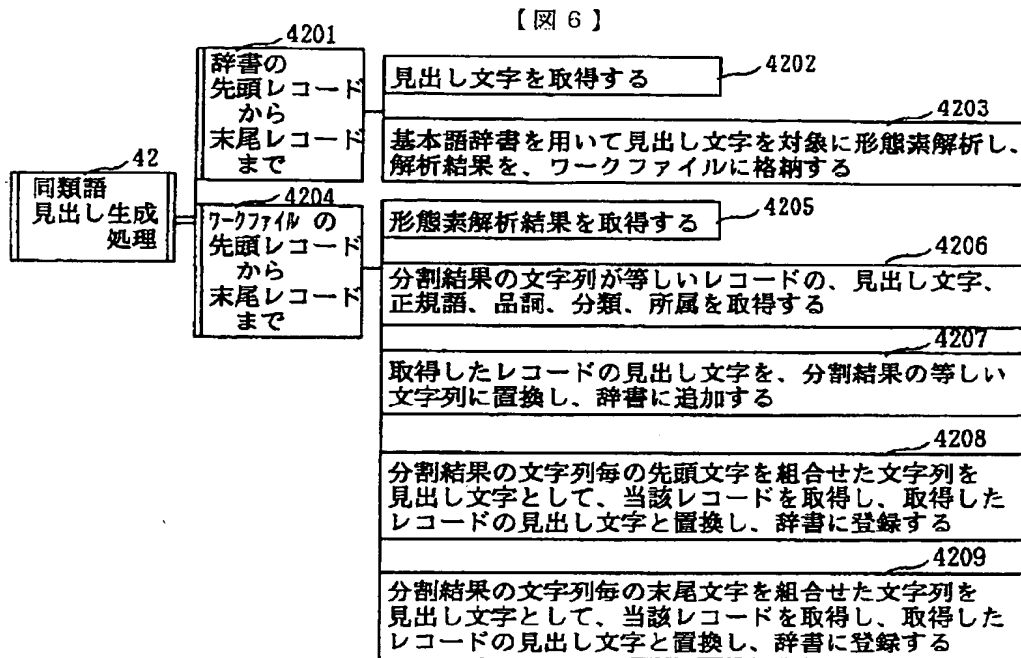 【図6】
42
同類語
見出し生成
処理
4201
辞書の
先頭レコード
から
末尾レコード
まで
4202
見出し文字を取得する
4203
基本語辞書を用いて見出し文字を対象に形態素解析し、
解析結果を、ワークファイルに格納する
4204
ワークファイルの
先頭レコード
から
末尾レコード
まで
4205
形態素解析結果を取得する
4206
分割結果の文字列が等しいレコードの、見出し文字、
正規語、品詞、分類、所属を取得する
4207
取得したレコードの見出し文字を、分割結果の等しい
文字列に置換し、辞書に追加する
4208
分割結果の文字列毎の先頭文字を組合せた文字列を
見出し文字として、当該レコードを取得し、取得した
レコードの見出し文字と置換し、辞書に登録する
4209
分割結果の文字列毎の末尾文字を組合せた文字列を
見出し文字として、当該レコードを取得し、取得した
レコードの見出し文字と置換し、辞書に登録する